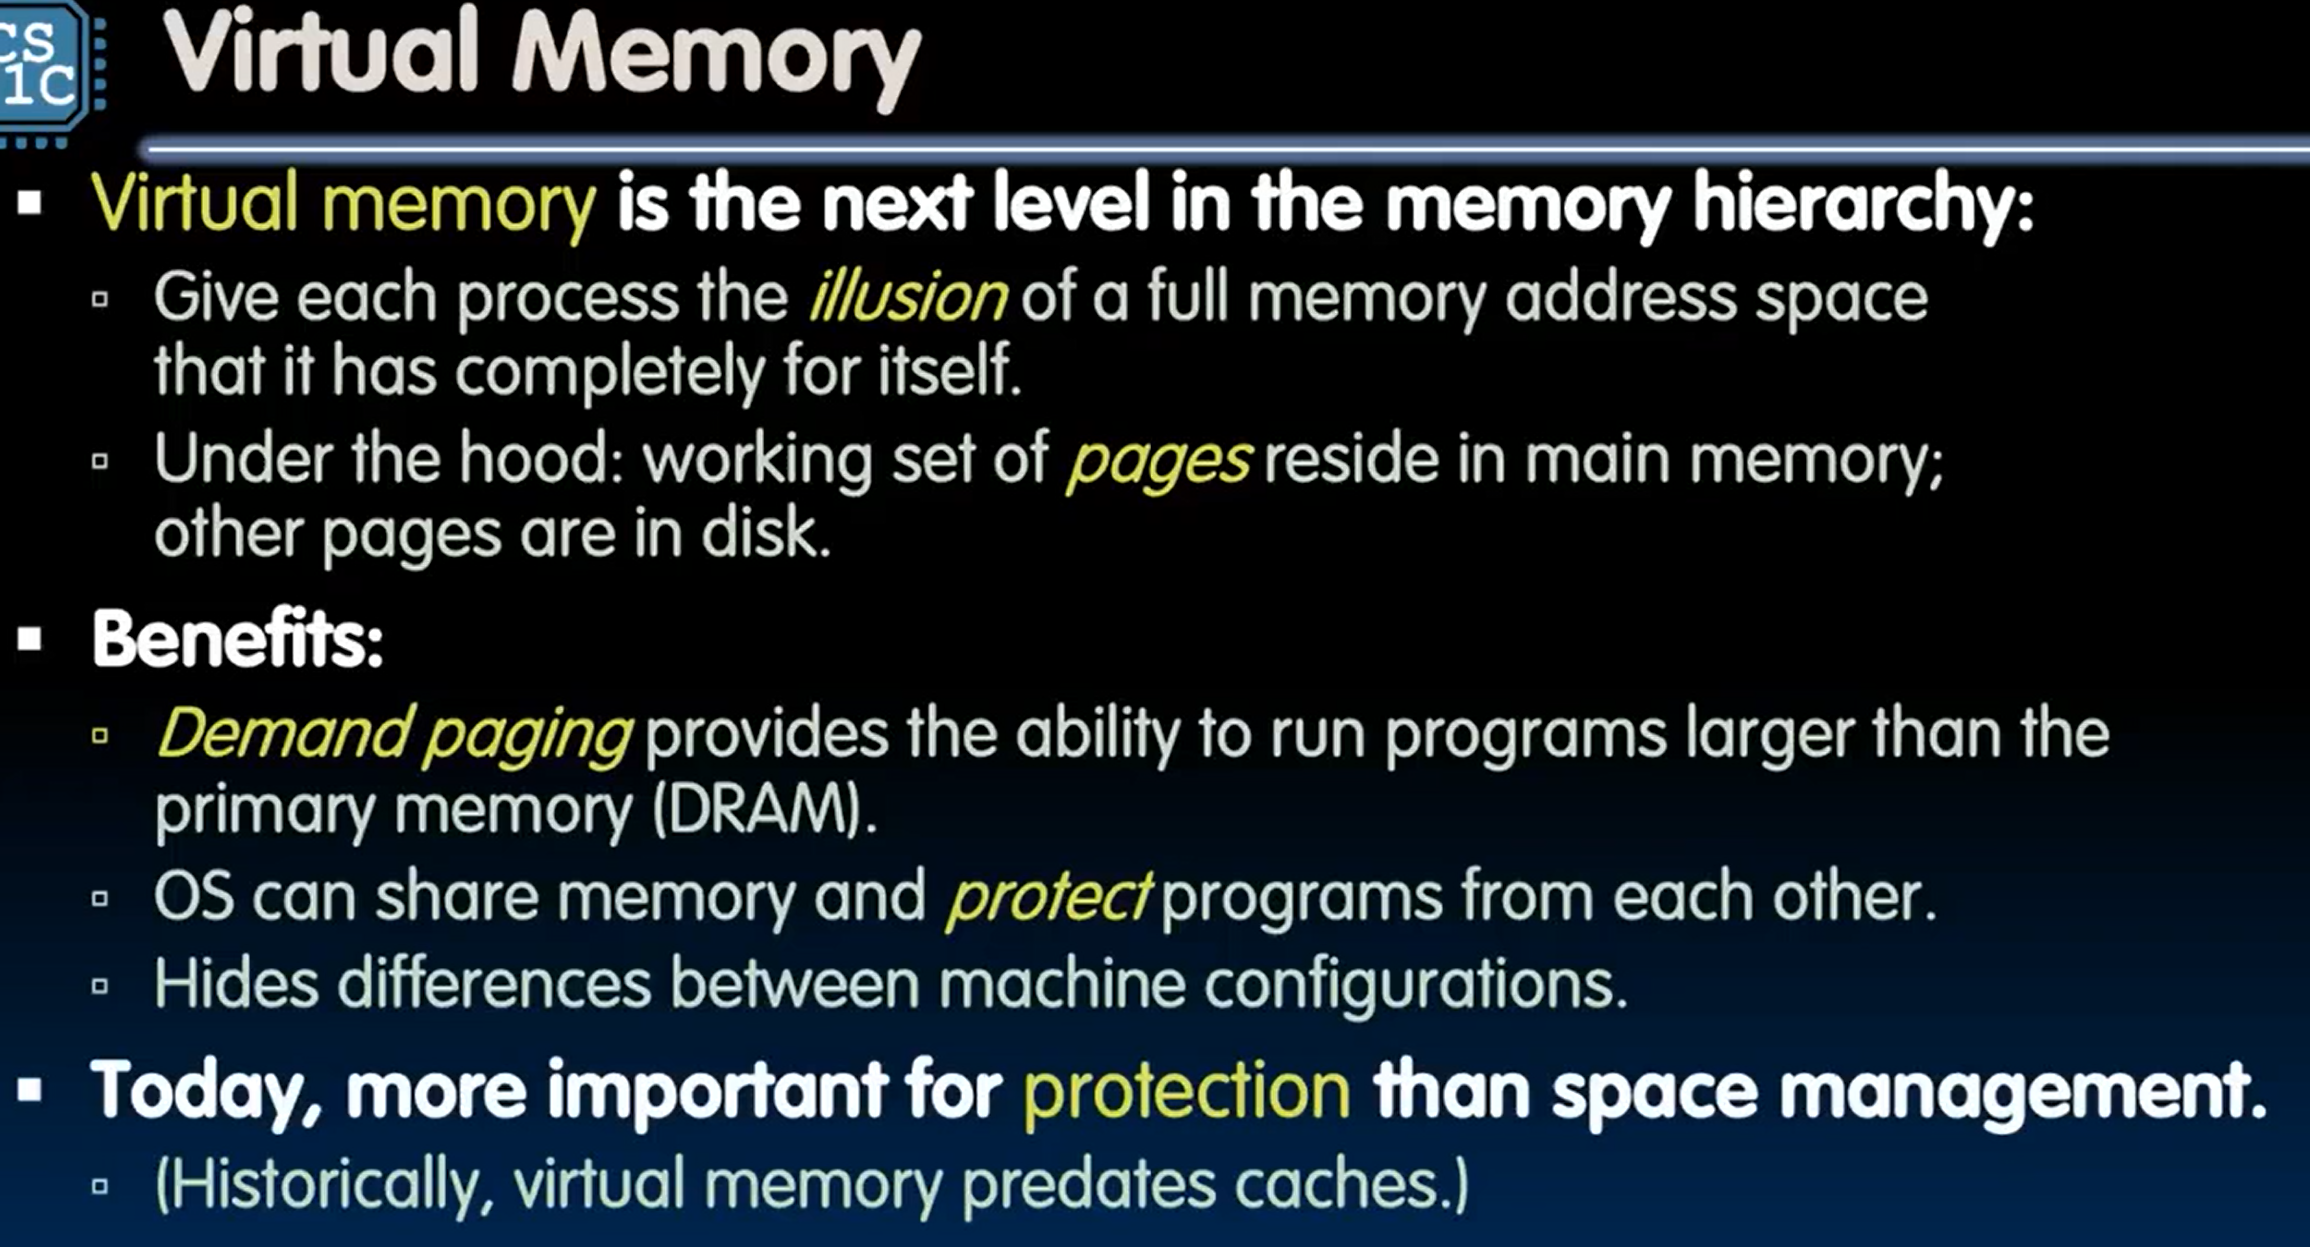 CS
1C
Virtual Memory
▪ Virtual memory is the next level in the memory hierarchy:
▫ Give each process the illusion of a full memory address space
that it has completely for itself.
▫ Under the hood: working set of pages reside in main memory;
other pages are in disk.
▪ Benefits:
▫ Demand paging provides the ability to run programs larger than the
primary memory (DRAM).
▫ OS can share memory and protect programs from each other.
▫ Hides differences between machine configurations.
▪ Today, more important for protection than space management.
▫ (Historically, virtual memory predates caches.)